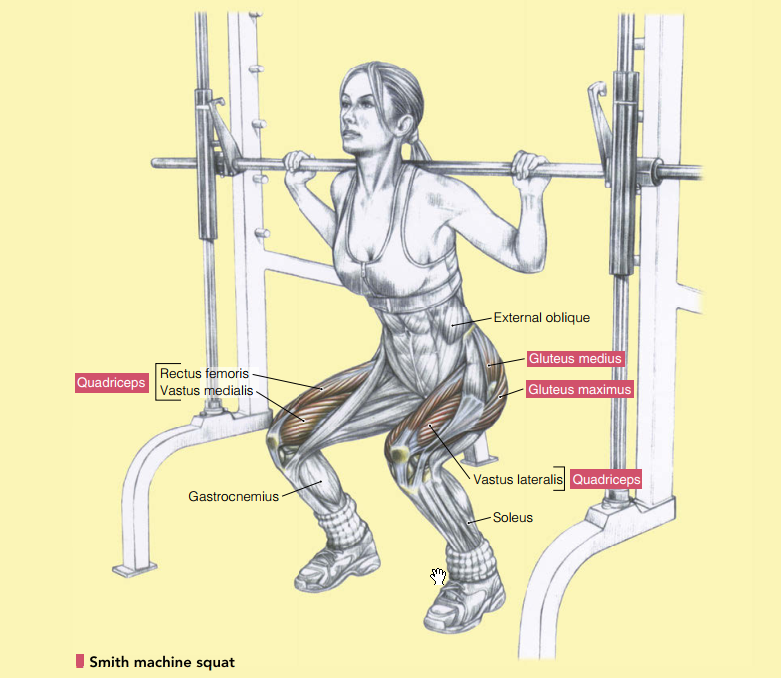 External oblique
Gluteus medius
Rectus femoris
Quadriceps
Vastus medialis
Gluteus maximus
Vastus lateralis
Quadriceps
Gastrocnemius
Soleus
Smith machine squat